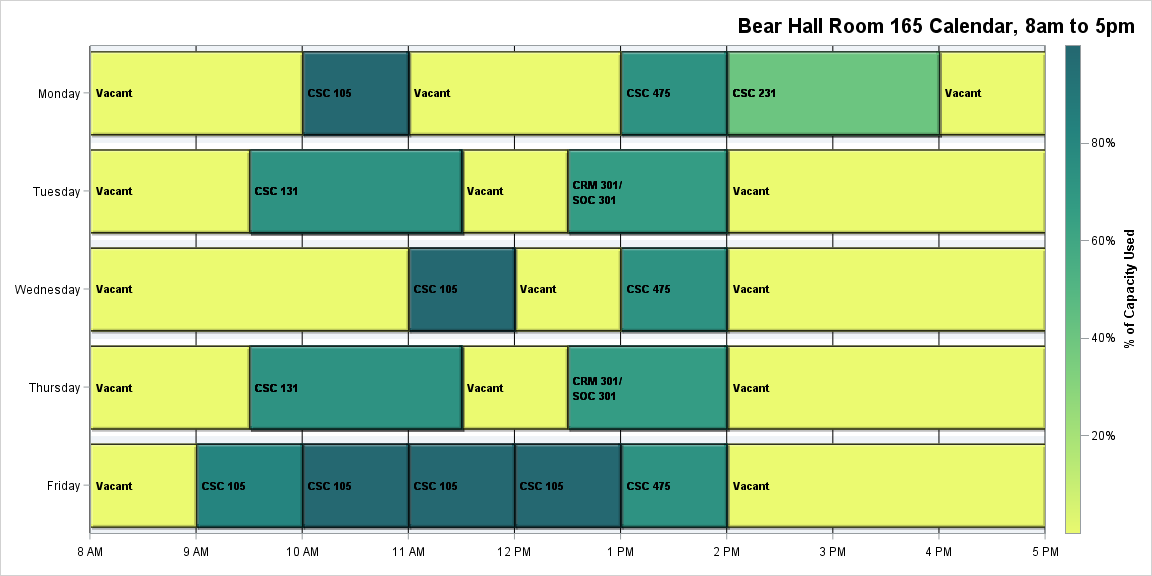 Bear Hall Room 165 Calendar, 8am to 5pm
Monday
Vacant
CSC 105
Vacant
CSC 475
CSC 231
Vacant
Tuesday
Vacant
CSC 131
Vacant
CRM 301/
SOC 301
Vacant
Wednesday
Vacant
CSC 105
Vacant
CSC 475
Vacant
Thursday
Vacant
CSC 131
Vacant
CRM 301/
SOC 301
Vacant
Friday
Vacant
CSC 105
CSC 105
CSC 105
CSC 105
CSC 475
Vacant
8 AM
9 AM
10 AM
11 AM
12 PM
1 PM
2 PM
3 PM
4 PM
5 PM
80%
60%
40%
20%
% of Capacity Used